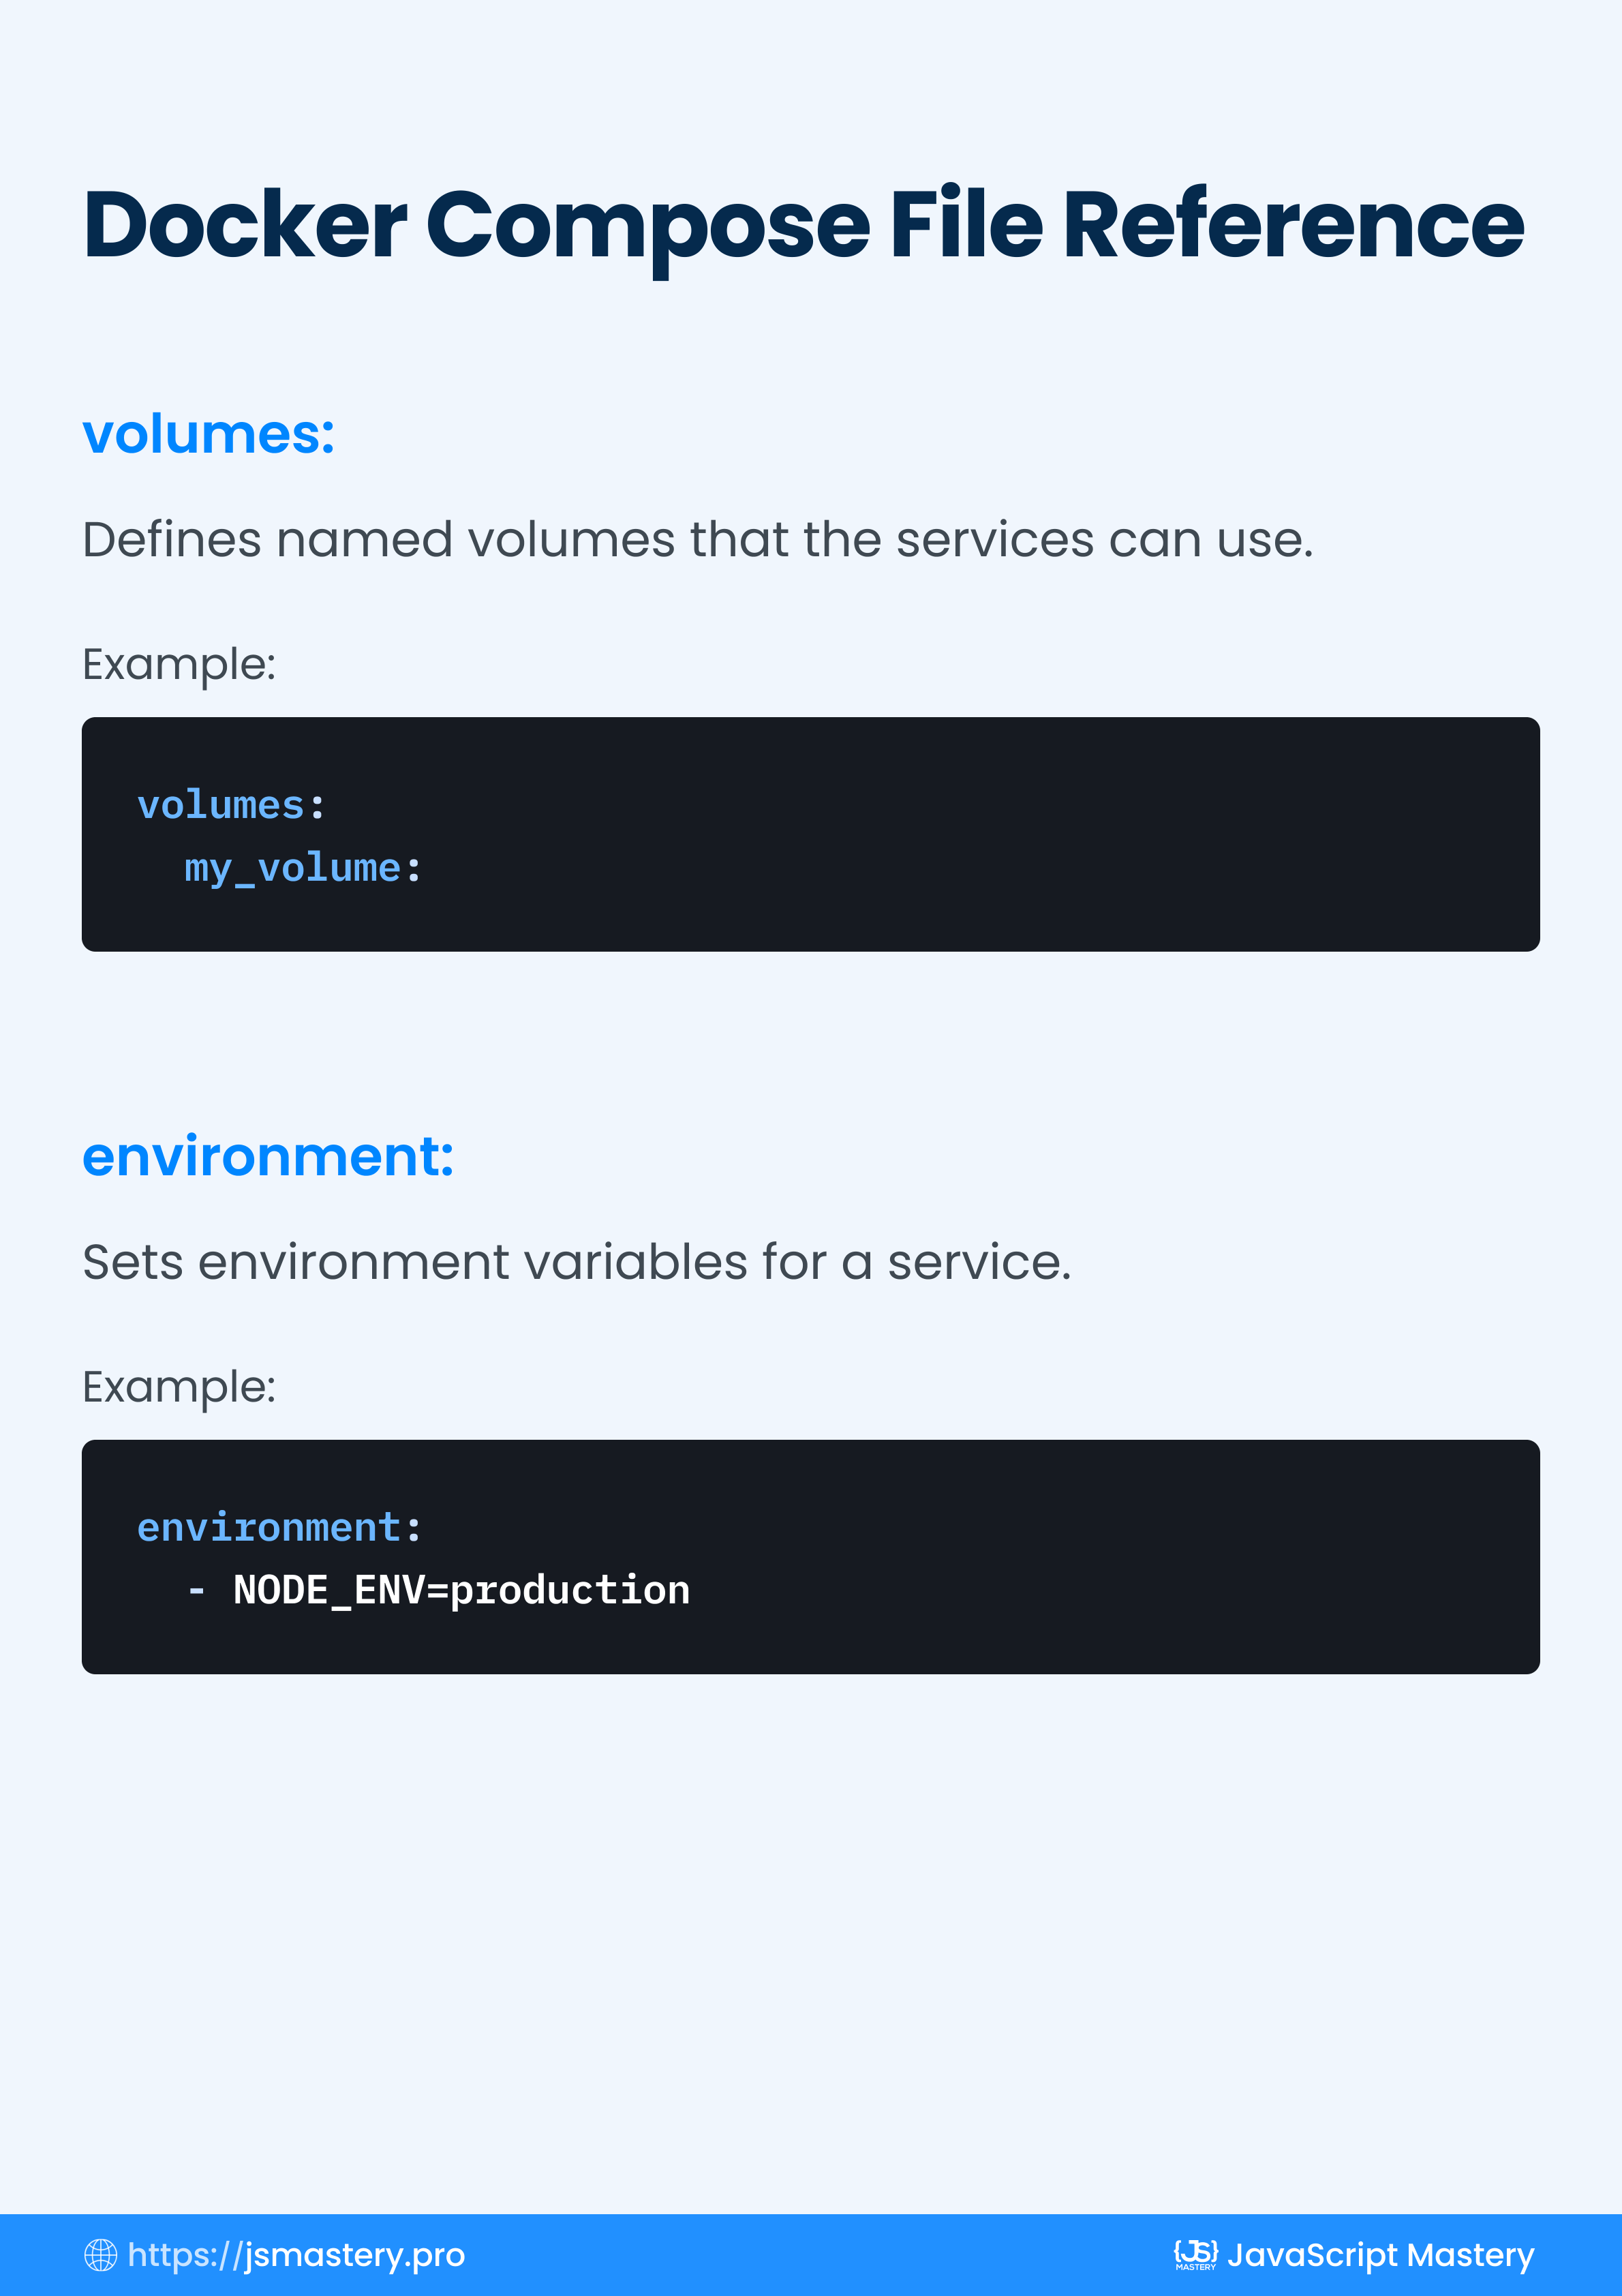 Docker Compose File Reference
volumes:
Defines named volumes that the services can use.
Example:
volumes:
  my_volume:
environment:
Sets environment variables for a service.
Example:
environment:
  - NODE_ENV=production
https://jsmastery.pro
{JS}
MASTERY
JavaScript Mastery